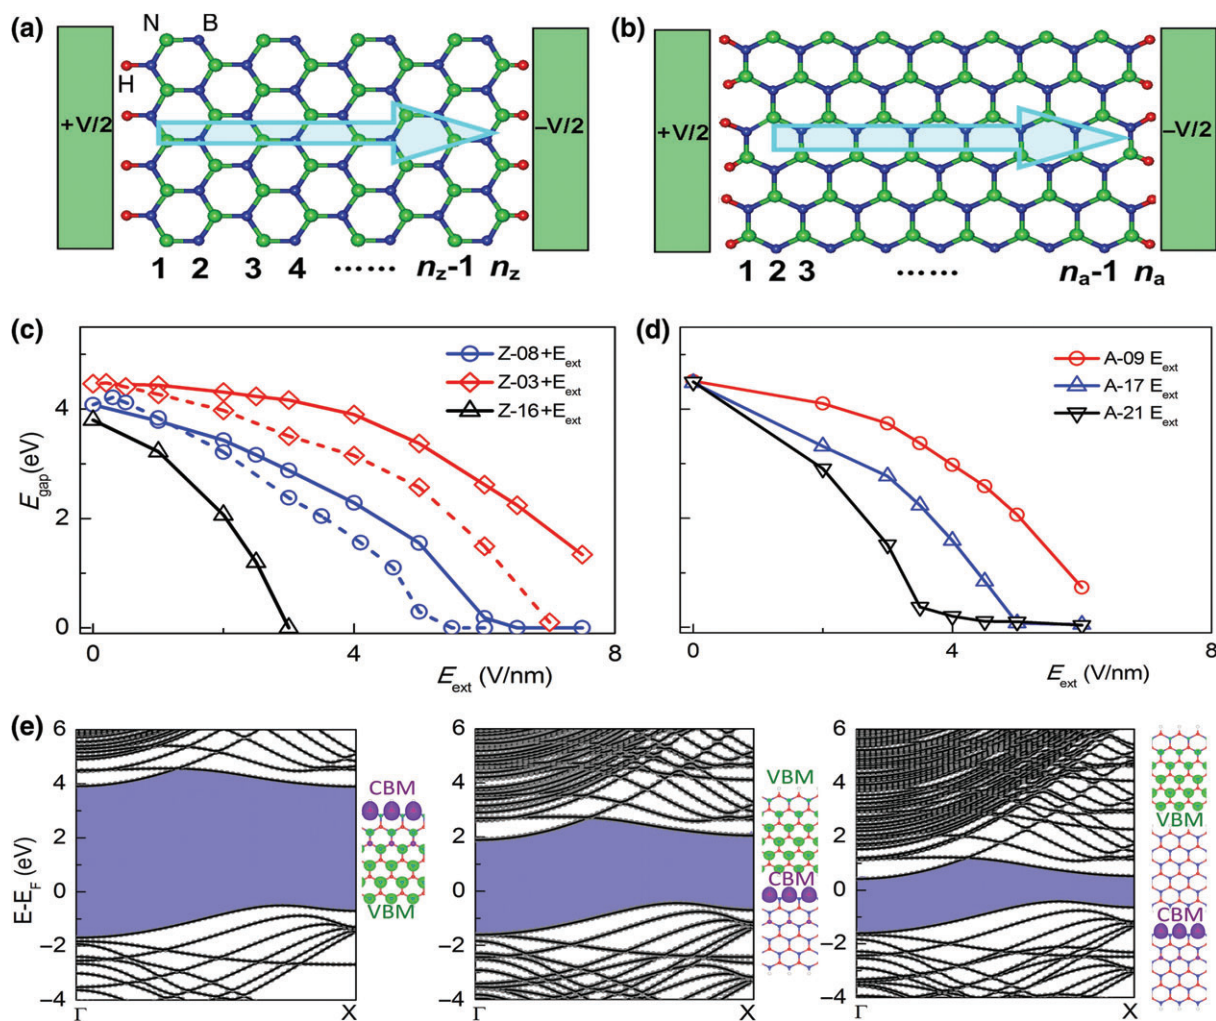 (a)
N
B
H
+V/2
–V/2
1 2 3 4 ...... nz-1 nz
(b)
+V/2
–V/2
1 2 3 ...... na-1 na
(c)
Z-08+Eext
Z-03+Eext
Z-16+Eext
4
2
0
Egap(eV)
0 4 8
Eext (V/nm)
(d)
A-09 Eext
A-17 Eext
A-21 Eext
4
2
0
0 4 8
Eext (V/nm)
(e)
6
4
2
0
–2
–4
E-EF (eV)
Γ X
CBM
VBM
6
4
2
0
–2
–4
Γ X
VBM
CBM
6
4
2
0
–2
–4
Γ X
VBM
CBM